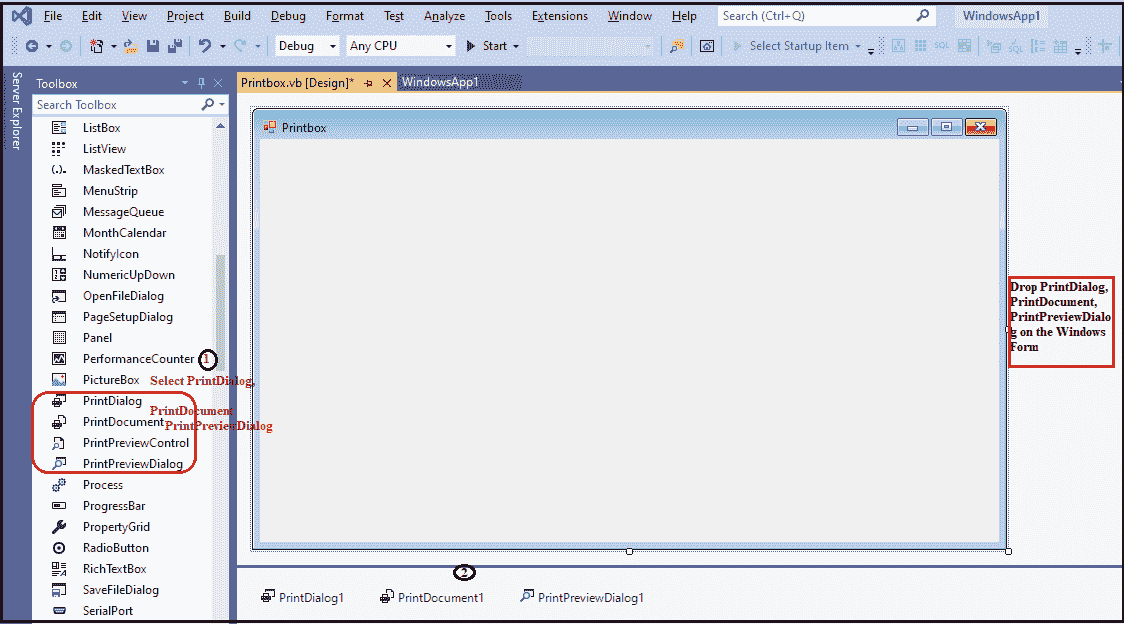 File Edit View Project Build Debug Format Test Analyze Tools Extensions Window Help Search (Ctrl+Q) WindowsApp1
Debug Any CPU Start Select Startup Item SQL SQL
Server Explorer
Toolbox
Search Toolbox
ListBox
ListView
MaskedTextBox
MenuStrip
MessageQueue
MonthCalendar
NotifyIcon
NumericUpDown
OpenFileDialog
PageSetupDialog
Panel
PerformanceCounter
PictureBox
PrintDialog
PrintDocument
PrintPreviewControl
PrintPreviewDialog
Process
ProgressBar
PropertyGrid
RadioButton
RichTextBox
SaveFileDialog
SerialPort
1
Select PrintDialog,
PrintDocument
PrintPreviewDialog
Printbox.vb [Design]* WindowsApp1
Printbox
Drop PrintDialog,
PrintDocument,
PrintPreviewDialo
g on the Windows
Form
2
PrintDialog1 PrintDocument1 PrintPreviewDialog1